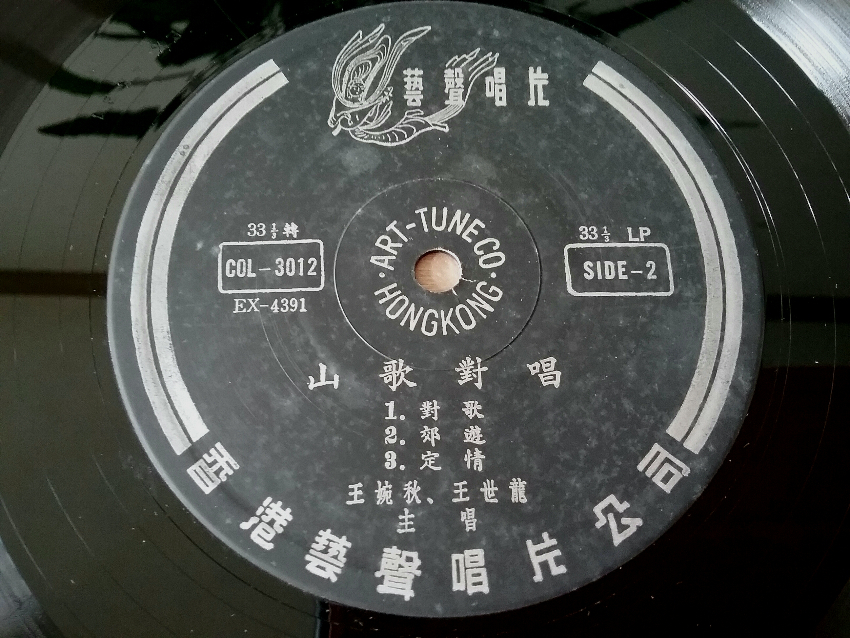 藝聲唱片
33⅓轉
COL-3012
EX-4391
33⅓ LP
SIDE-2
·ART-TUNE CO·
HONGKONG
山歌對唱
1. 對歌
2. 郊遊
3. 定情
王婉秋、王世龍
主唱
香港藝聲唱片公司